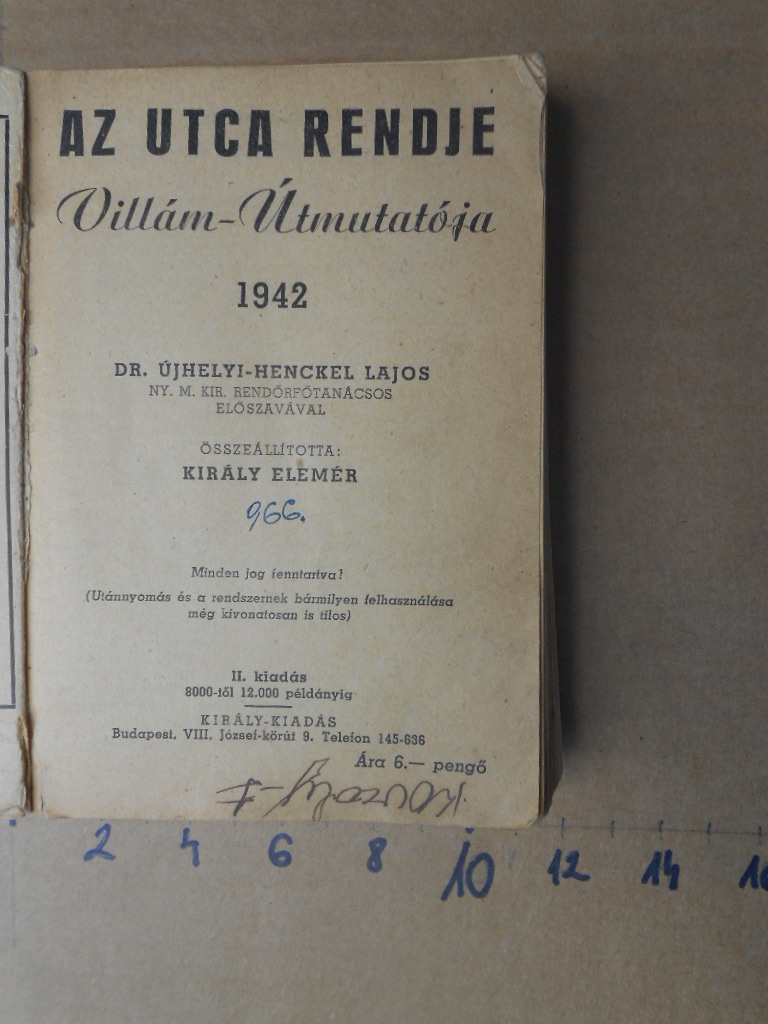 AZ UTCA RENDJE
Villám-Útmutatója
1942
DR. ÚJHELYI-HENCKEL LAJOS
NY. M. KIR. RENDŐRFŐTANÁCSOS
ELŐSZAVÁVAL
ÖSSZEÁLLÍTOTTA:
KIRÁLY ELEMÉR
966.
Minden jog fenntartva!
(Utánnyomás és a rendszernek bármilyen felhasználása
még kivonatosan is tilos)
II. kiadás
8000-től 12.000 példányig
KIRÁLY-KIADÁS
Budapest, VIII. József-körút 9. Telefon 145-636
Ára 6.— pengő
2 4 6 8 10 12 14